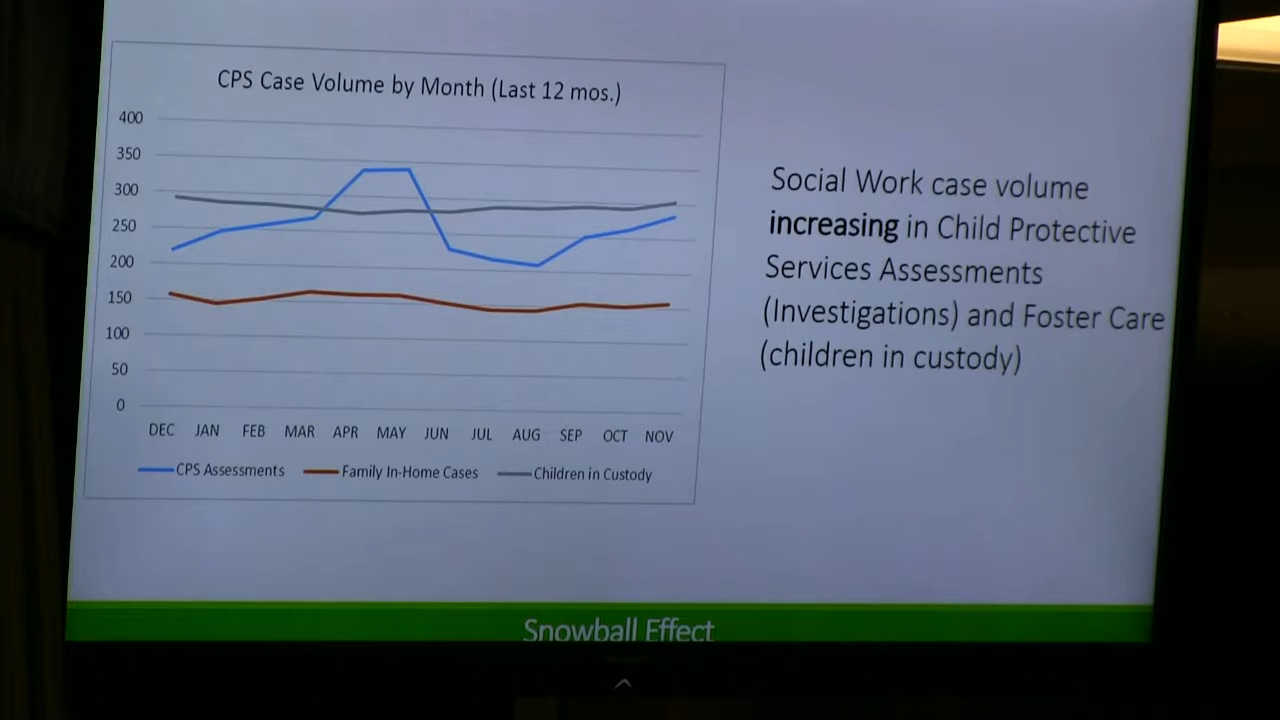 CPS Case Volume by Month (Last 12 mos.)
400
350
300
250
200
150
100
50
0
DEC JAN FEB MAR APR MAY JUN JUL AUG SEP OCT NOV
CPS Assessments Family In-Home Cases Children in Custody
Social Work case volume
increasing in Child Protective
Services Assessments
(Investigations) and Foster Care
(children in custody)
Snowball Effect